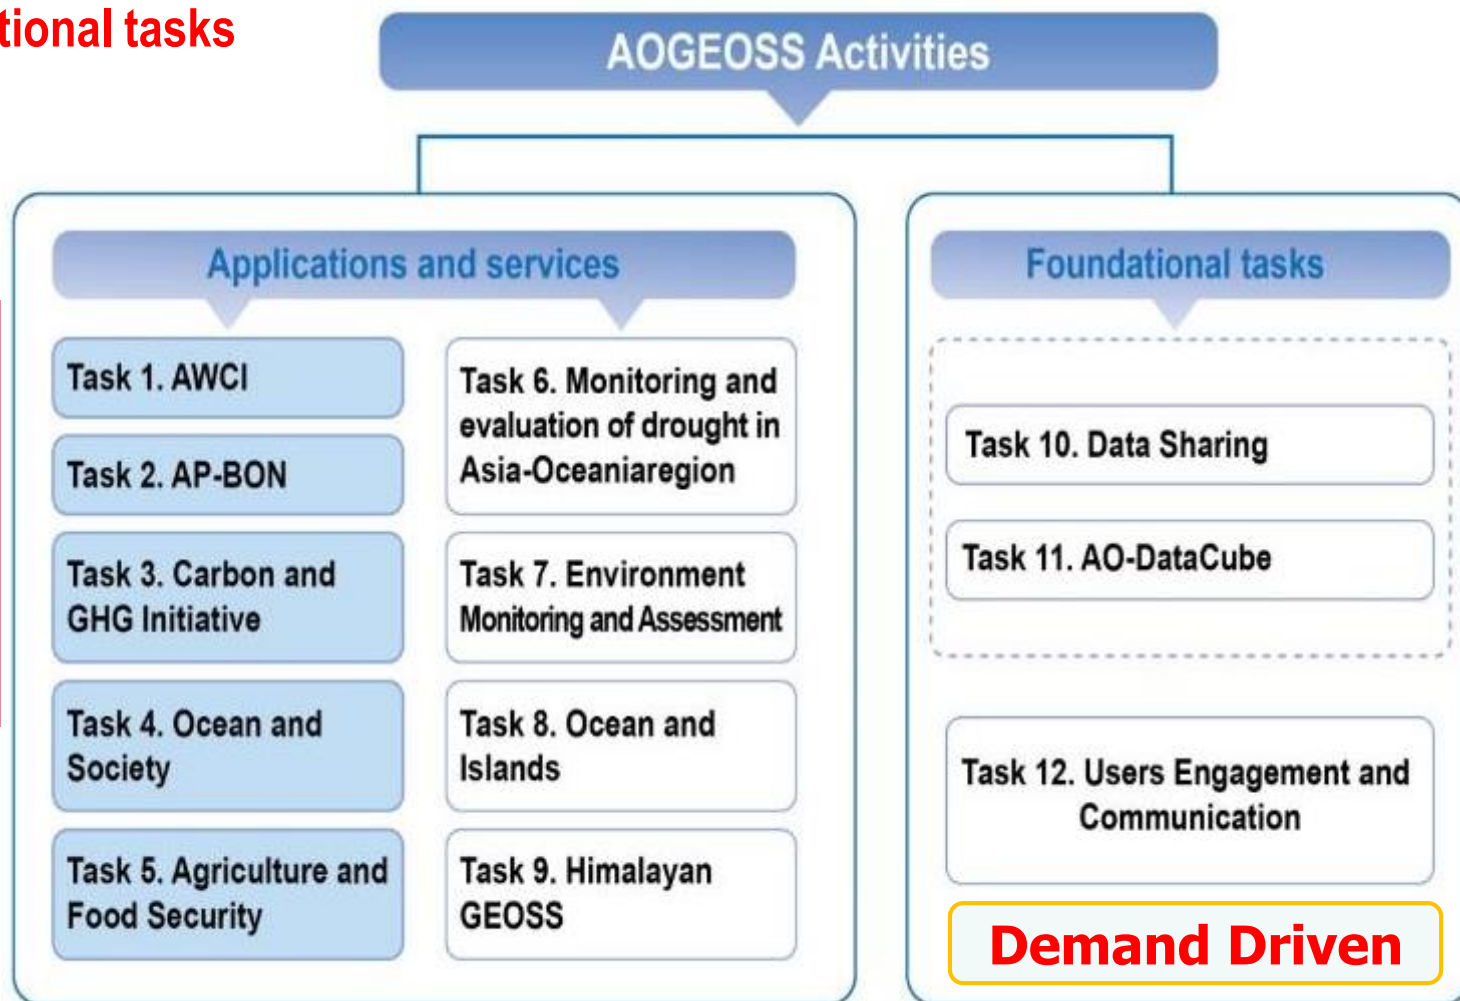 tional tasks
AOGEOSS Activities
Applications and services
Task 1. AWCI
Task 2. AP-BON
Task 3. Carbon and
GHG Initiative
Task 4. Ocean and
Society
Task 5. Agriculture and
Food Security
Task 6. Monitoring and
evaluation of drought in
Asia-Oceaniaregion
Task 7. Environment
Monitoring and Assessment
Task 8. Ocean and
Islands
Task 9. Himalayan
GEOSS
Foundational tasks
Task 10. Data Sharing
Task 11. AO-DataCube
Task 12. Users Engagement and
Communication
Demand Driven